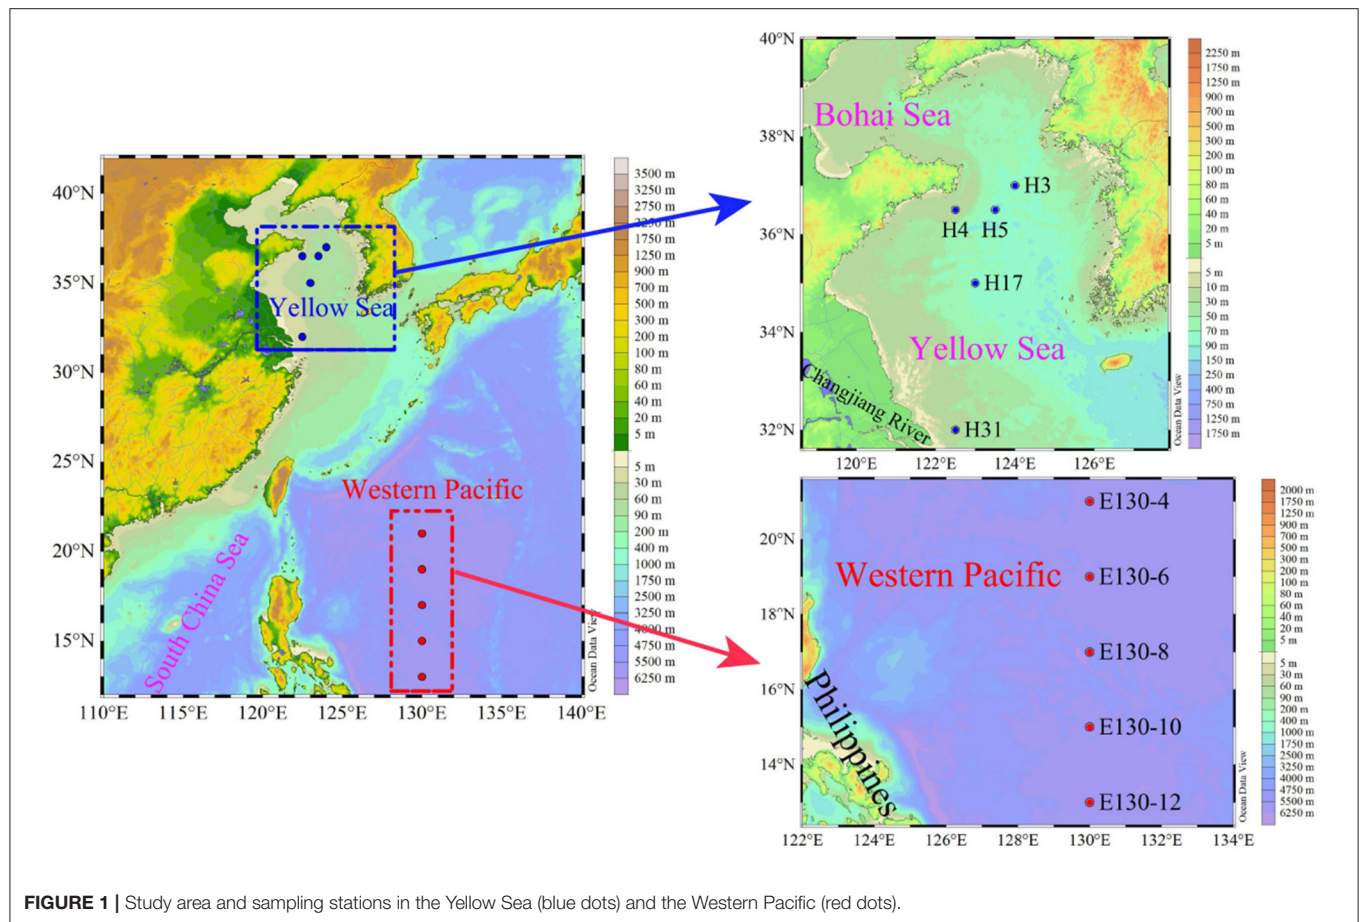 40°N
35°N
30°N
25°N
20°N
15°N
110°E
115°E
120°E
125°E
130°E
135°E
140°E
Yellow Sea
Western Pacific
South China Sea
Ocean Data View
3500 m
3250 m
2750 m
2250 m
1750 m
1250 m
900 m
700 m
500 m
300 m
200 m
100 m
80 m
60 m
40 m
20 m
5 m
5 m
30 m
60 m
90 m
200 m
400 m
1000 m
1750 m
2500 m
3250 m
4000 m
4750 m
5500 m
6250 m
40°N
38°N
36°N
34°N
32°N
120°E
122°E
124°E
126°E
Bohai Sea
H3
H4
H5
H17
Yellow Sea
Changjiang River
H31
Ocean Data View
2250 m
1750 m
1250 m
900 m
700 m
500 m
300 m
200 m
100 m
80 m
60 m
40 m
20 m
5 m
5 m
10 m
30 m
50 m
70 m
90 m
150 m
250 m
400 m
750 m
1250 m
1750 m
20°N
18°N
16°N
14°N
122°E
124°E
126°E
128°E
130°E
132°E
134°E
E130-4
Western Pacific
E130-6
E130-8
Philippines
E130-10
E130-12
Ocean Data View
2000 m
1750 m
1250 m
900 m
700 m
500 m
300 m
200 m
100 m
80 m
60 m
40 m
20 m
5 m
5 m
30 m
60 m
90 m
200 m
400 m
1000 m
1750 m
2500 m
3250 m
4000 m
4750 m
5500 m
6250 m
FIGURE 1 | Study area and sampling stations in the Yellow Sea (blue dots) and the Western Pacific (red dots).